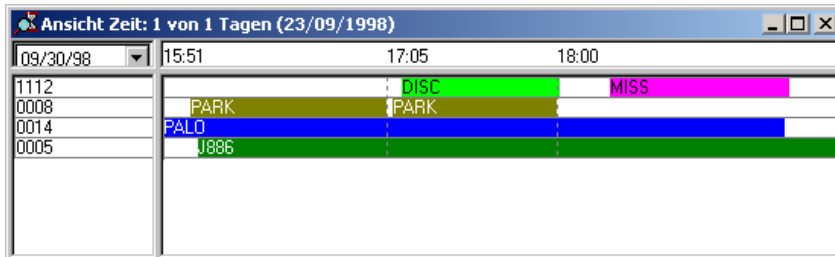 Ansicht Zeit: 1 von 1 Tagen (23/09/1998)
09/30/98 15:51 17:05 18:00
1112 DISC MISS
0008 PARK PARK
0014 PALO
0005 J886